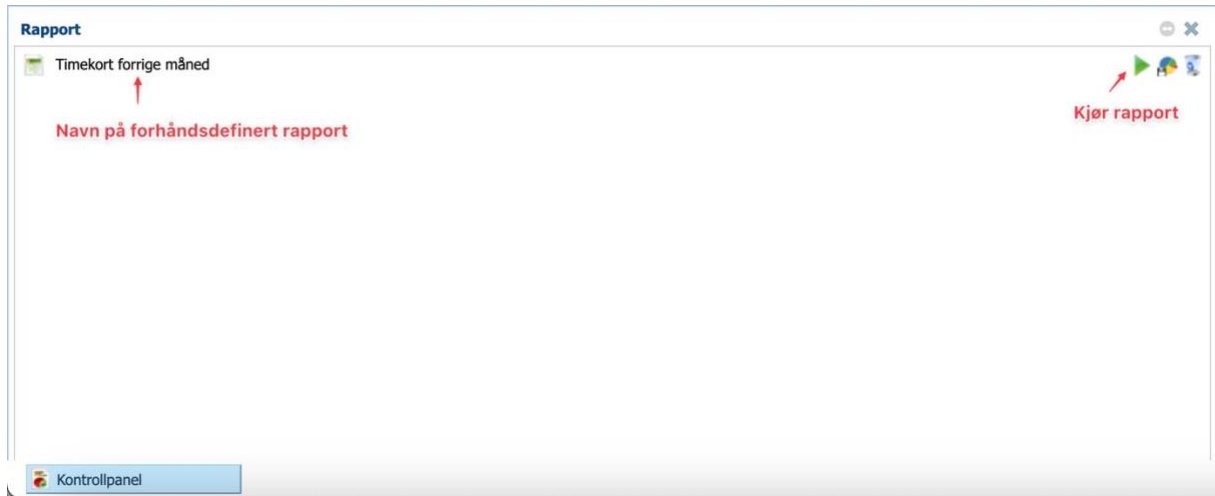 Rapport
Timekort forrige måned
Navn på forhåndsdefinert rapport
Kjør rapport
Kontrollpanel